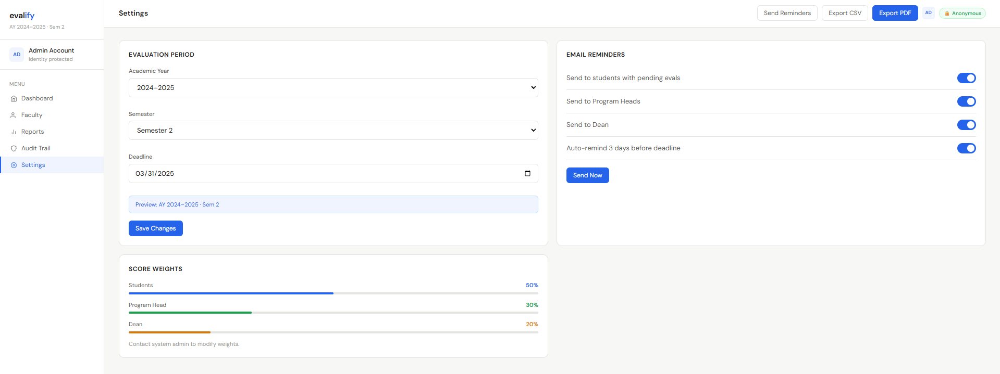 evalify
AY 2024–2025 · Sem 2
AD
Admin Account
Identity protected
MENU
Dashboard
Faculty
Reports
Audit Trail
Settings
Settings
Send Reminders
Export CSV
Export PDF
AD
Anonymous
EVALUATION PERIOD
Academic Year
2024–2025
Semester
Semester 2
Deadline
03/31/2025
Preview: AY 2024–2025 · Sem 2
Save Changes
EMAIL REMINDERS
Send to students with pending evals
Send to Program Heads
Send to Dean
Auto-remind 3 days before deadline
Send Now
SCORE WEIGHTS
Students 50%
Program Head 30%
Dean 20%
Contact system admin to modify weights.